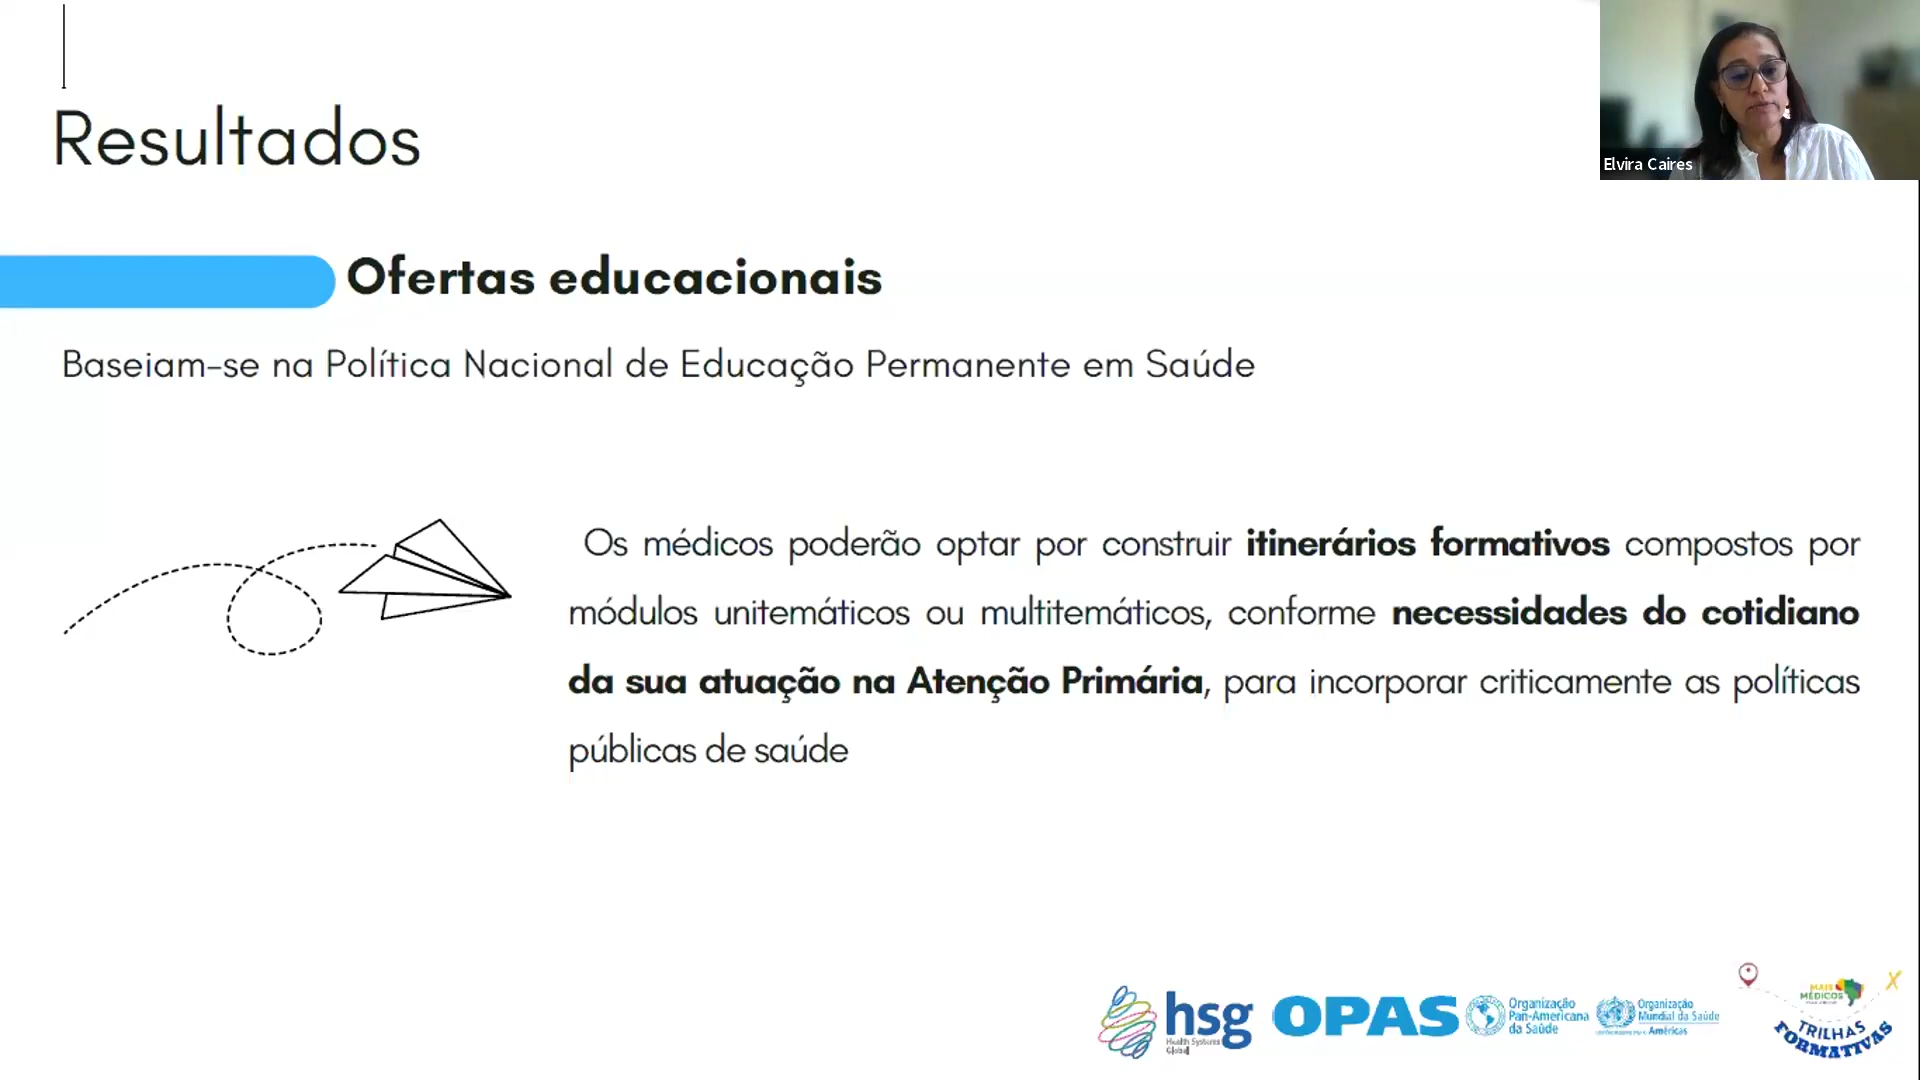 Resultados
Elvira Caires
Ofertas educacionais
Baseiam-se na Política Nacional de Educação Permanente em Saúde
Os médicos poderão optar por construir itinerários formativos compostos por
módulos unitemáticos ou multitemáticos, conforme necessidades do cotidiano
da sua atuação na Atenção Primária, para incorporar criticamente as políticas
públicas de saúde
hsg
Health Systems
Global
OPAS
Organização
Pan-Americana
da Saúde
Organização
Mundial da Saúde
Américas
MAIS
MÉDICOS
TRILHAS
FORMATIVAS